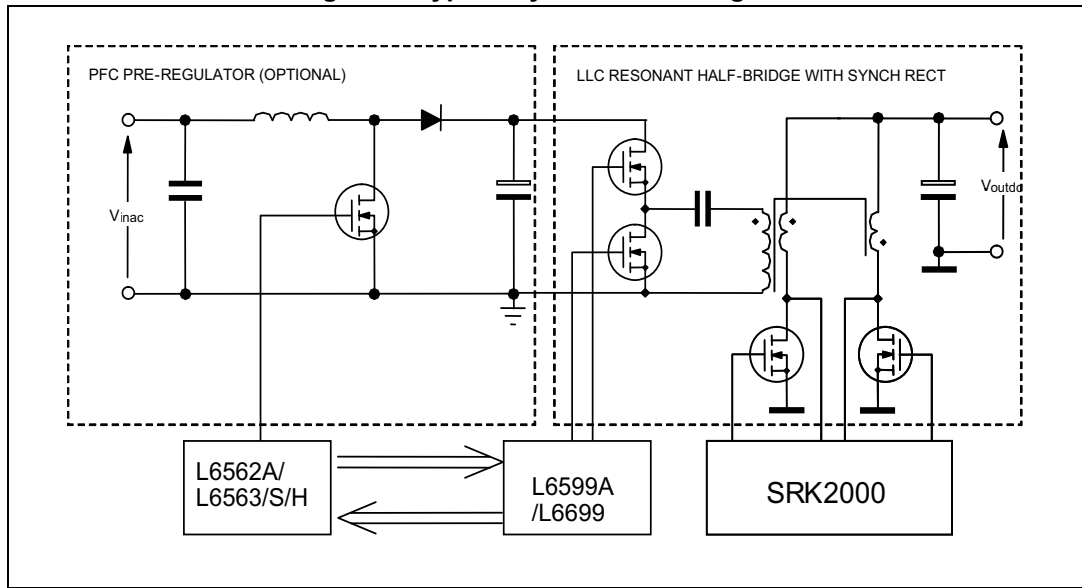 PFC PRE-REGULATOR (OPTIONAL)
LLC RESONANT HALF-BRIDGE WITH SYNCH RECT
Vinac
Voutdc
L6562A/
L6563/S/H
L6599A
/L6699
SRK2000